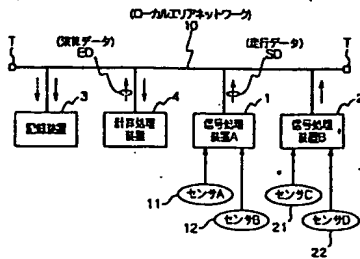 (ローカルエリアネットワーク)
10
T
T
(演算データ)
ED
(走行データ)
SD
3
4
1
2
記録装置
計算処理
装置
信号処理
装置A
信号処理
装置B
センサA
センサC
11
センサB
センサD
12
21
22